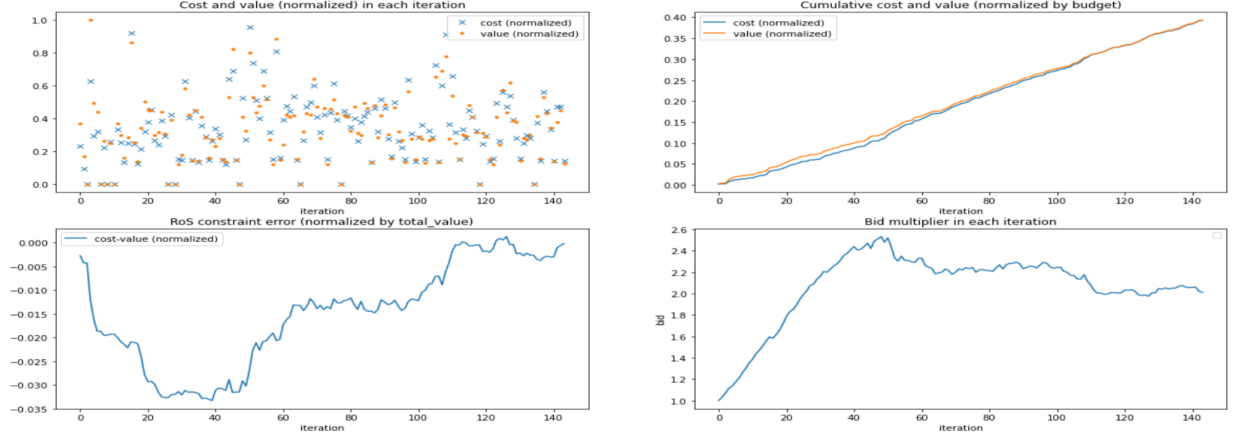 Cost and value (normalized) in each iteration
cost (normalized)
value (normalized)
1.0
0.8
0.6
0.4
0.2
0.0
0 20 40 60 80 100 120 140
iteration
Cumulative cost and value (normalized by budget)
cost (normalized)
value (normalized)
0.40
0.35
0.30
0.25
0.20
0.15
0.10
0.05
0.00
0 20 40 60 80 100 120 140
iteration
RoS constraint error (normalized by total_value)
cost-value (normalized)
0.000
−0.005
−0.010
−0.015
−0.020
−0.025
−0.030
−0.035
0 20 40 60 80 100 120 140
iteration
Bid multiplier in each iteration
2.6
2.4
2.2
2.0
1.8
1.6
1.4
1.2
1.0
bid
0 20 40 60 80 100 120 140
iteration